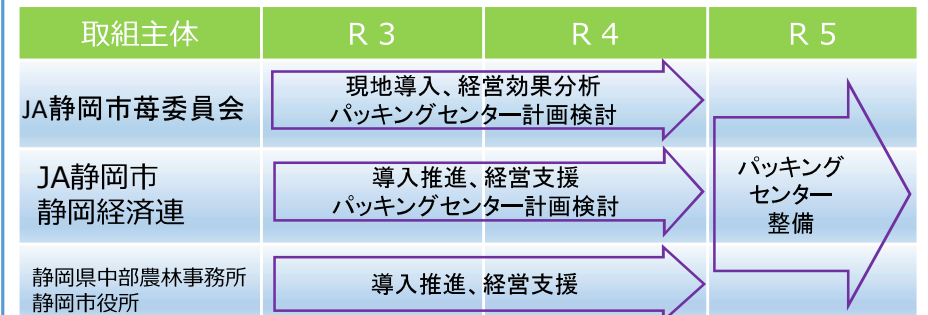 取組主体 R 3 R 4 R 5
JA静岡市苺委員会
現地導入、経営効果分析
パッキングセンター計画検討
JA静岡市
静岡経済連
導入推進、経営支援
パッキングセンター計画検討
静岡県中部農林事務所
静岡市役所
導入推進、経営支援
パッキング
センター
整備